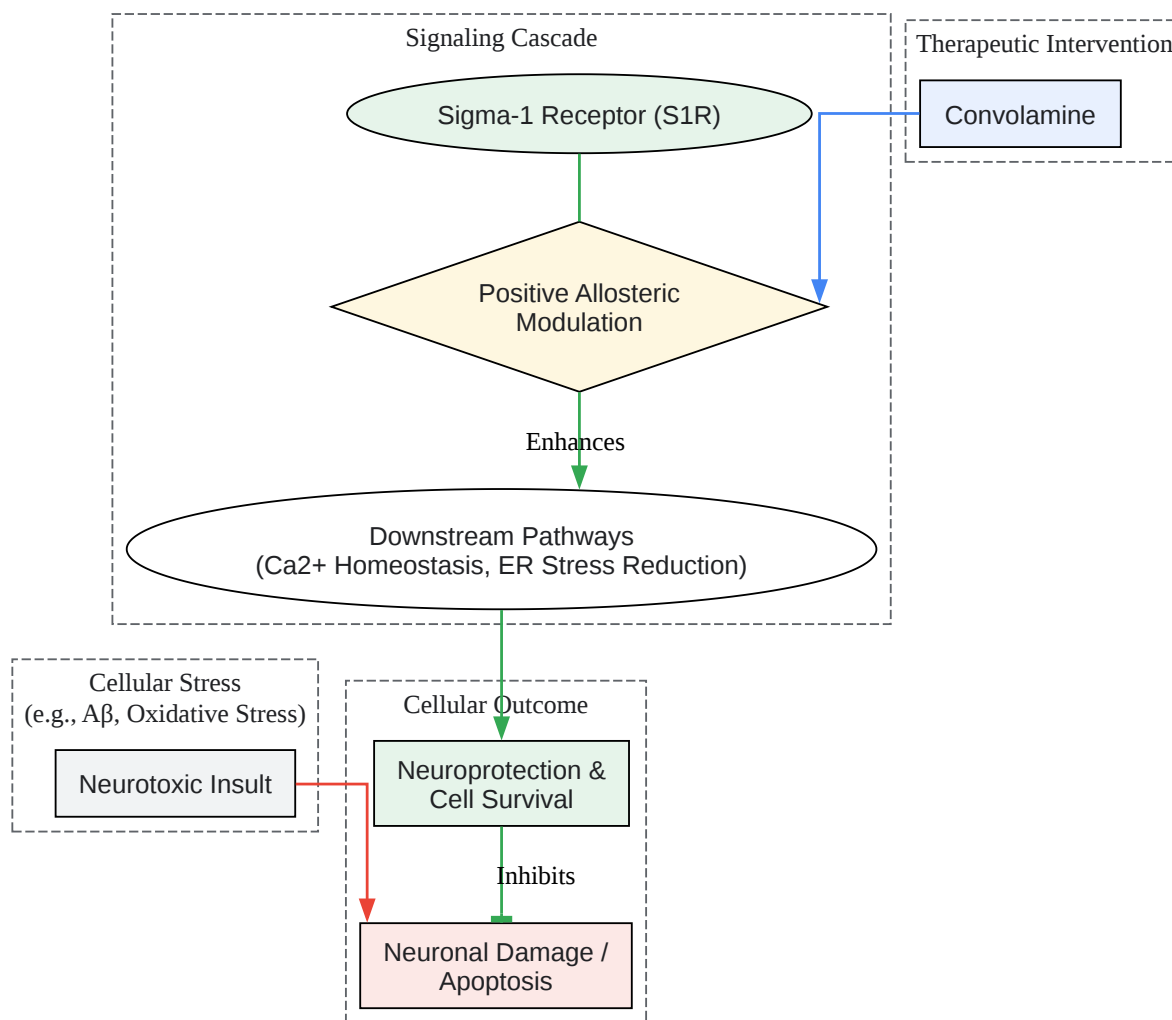 Signaling Cascade
Therapeutic Intervention
Sigma-1 Receptor (S1R)
Convolamine
Positive Allosteric
Modulation
Enhances
Downstream Pathways
(Ca2+ Homeostasis, ER Stress Reduction)
Cellular Stress
(e.g., Aβ, Oxidative Stress)
Neurotoxic Insult
Cellular Outcome
Neuroprotection &
Cell Survival
Inhibits
Neuronal Damage /
Apoptosis